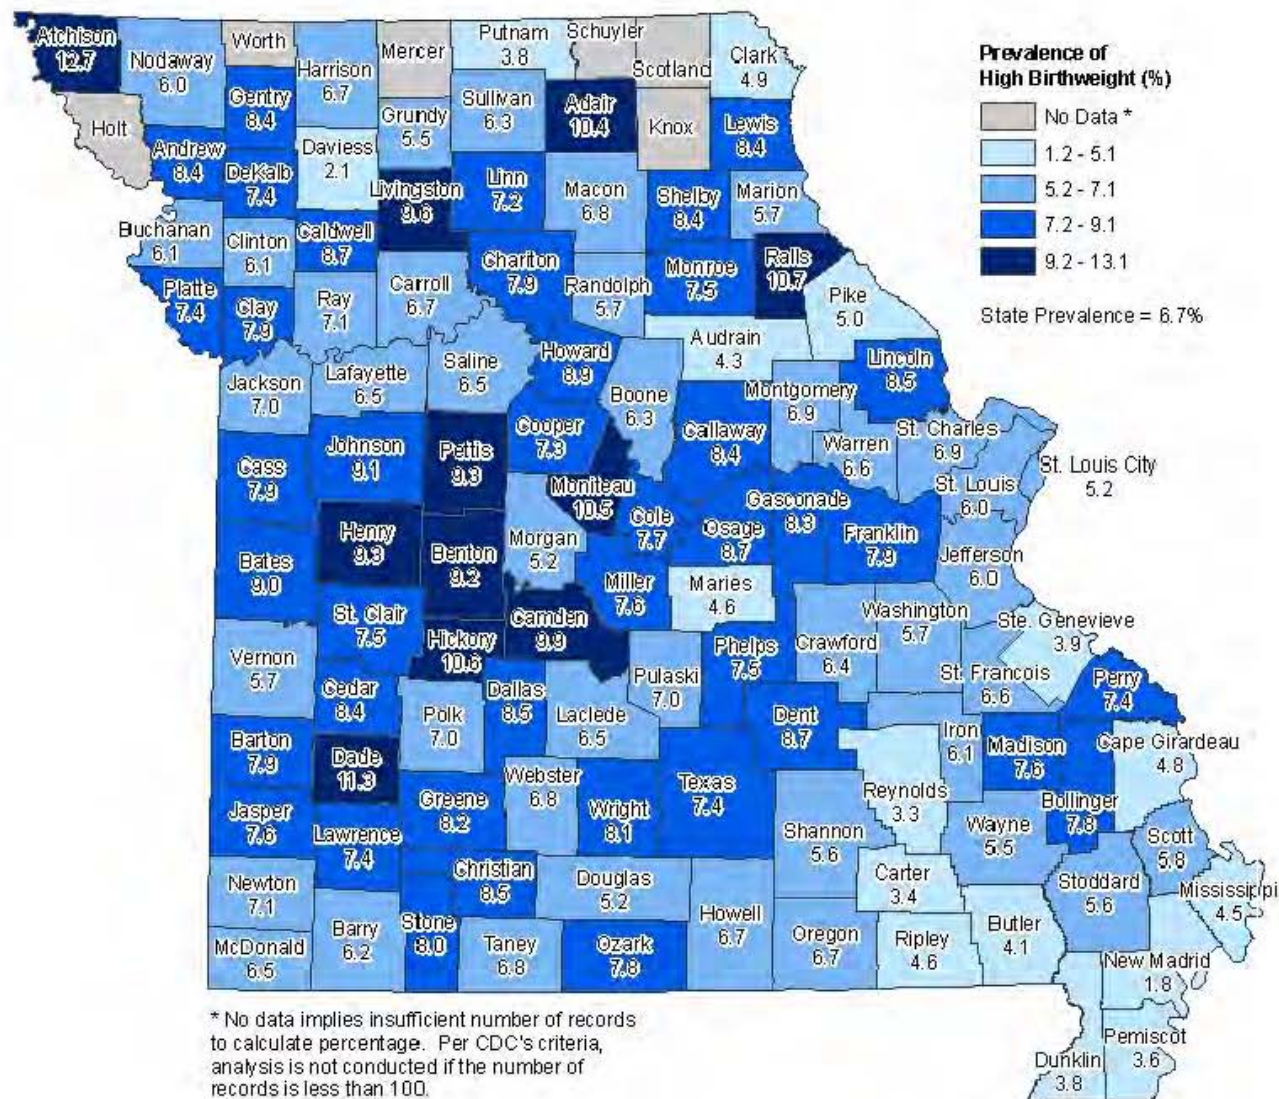 Atchison
12.7
Nodaway
6.0
Worth
Harrison
6.7
Mercer
Putnam
3.8
Schuyler
Scotland
Clark
4.9
Holt
Gentry
8.4
Grundy
5.5
Sullivan
6.3
Adair
10.4
Knox
Lewis
8.4
Andrew
8.4
DeKalb
7.4
Daviess
2.1
Livingston
9.6
Linn
7.2
Macon
6.8
Shelby
8.4
Marion
5.7
Buchanan
6.1
Clinton
6.1
Caldwell
8.7
Platte
7.4
Clay
7.9
Ray
7.1
Carroll
6.7
Chariton
7.9
Randolph
5.7
Monroe
7.5
Ralls
10.7
Pike
5.0
Audrain
4.3
Jackson
7.0
Lafayette
6.5
Saline
6.5
Howard
8.9
Boone
6.3
Montgomery
6.9
Lincoln
8.5
Cass
7.9
Johnson
9.1
Pettis
9.3
Cooper
7.3
Callaway
8.4
Warren
6.6
St. Charles
6.9
St. Louis City
5.2
St. Louis
6.0
Moniteau
10.5
Cole
7.7
Osage
8.7
Gasconade
8.3
Franklin
7.9
Bates
9.0
Henry
9.3
Benton
9.2
Morgan
5.2
Miller
7.6
Maries
4.6
Jefferson
6.0
St. Clair
7.5
Hickory
10.6
Camden
9.9
Phelps
7.5
Crawford
6.4
Washington
5.7
Ste. Genevieve
3.9
Vernon
5.7
Cedar
8.4
Polk
7.0
Dallas
8.5
Laclede
6.5
Pulaski
7.0
Dent
8.7
St. Francois
6.6
Perry
7.4
Barton
7.9
Dade
11.3
Iron
6.1
Madison
7.6
Cape Girardeau
4.8
Jasper
7.6
Lawrence
7.4
Greene
8.2
Webster
6.8
Wright
8.1
Texas
7.4
Shannon
5.6
Reynolds
3.3
Wayne
5.5
Bollinger
7.8
Scott
5.8
Newton
7.1
Christian
8.5
Douglas
5.2
Carter
3.4
Stoddard
5.6
Mississippi
4.5
McDonald
6.5
Barry
6.2
Stone
8.0
Taney
6.8
Ozark
7.8
Howell
6.7
Oregon
6.7
Ripley
4.6
Butler
4.1
New Madrid
1.8
Dunklin
3.8
Pemiscot
3.6
Prevalence of
High Birthweight (%)
No Data *
1.2 - 5.1
5.2 - 7.1
7.2 - 9.1
9.2 - 13.1
State Prevalence = 6.7%
* No data implies insufficient number of records
to calculate percentage. Per CDC's criteria,
analysis is not conducted if the number of
records is less than 100.